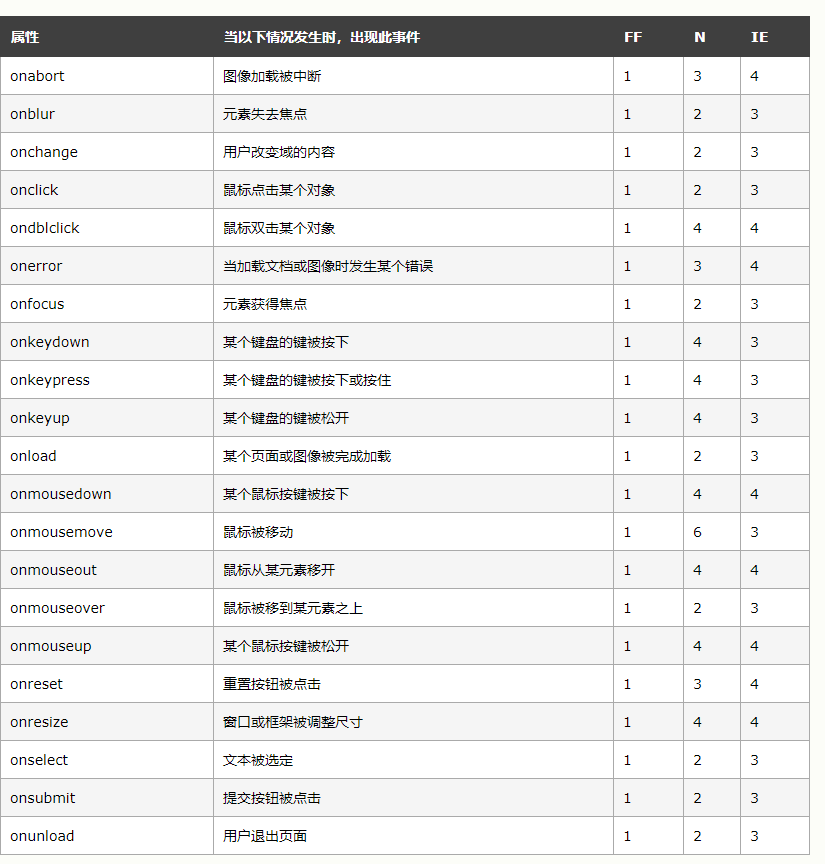 属性 当以下情况发生时，出现此事件 FF N IE
onabort 图像加载被中断 1 3 4
onblur 元素失去焦点 1 2 3
onchange 用户改变域的内容 1 2 3
onclick 鼠标点击某个对象 1 2 3
ondblclick 鼠标双击某个对象 1 4 4
onerror 当加载文档或图像时发生某个错误 1 3 4
onfocus 元素获得焦点 1 2 3
onkeydown 某个键盘的键被按下 1 4 3
onkeypress 某个键盘的键被按下或按住 1 4 3
onkeyup 某个键盘的键被松开 1 4 3
onload 某个页面或图像被完成加载 1 2 3
onmousedown 某个鼠标按键被按下 1 4 4
onmousemove 鼠标被移动 1 6 3
onmouseout 鼠标从某元素移开 1 4 4
onmouseover 鼠标被移到某元素之上 1 2 3
onmouseup 某个鼠标按键被松开 1 4 4
onreset 重置按钮被点击 1 3 4
onresize 窗口或框架被调整尺寸 1 4 4
onselect 文本被选定 1 2 3
onsubmit 提交按钮被点击 1 2 3
onunload 用户退出页面 1 2 3